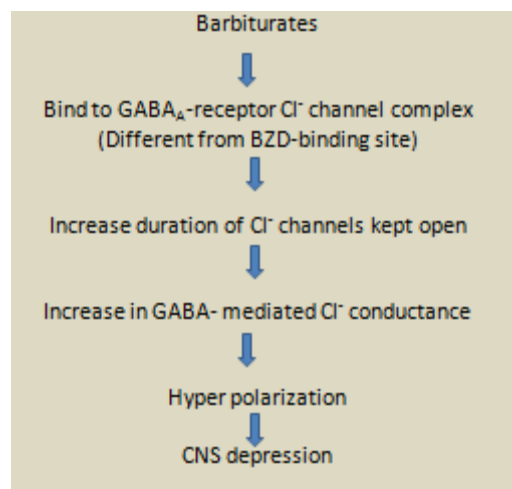 Barbiturates
Bind to GABA_A-receptor Cl⁻ channel complex
(Different from BZD-binding site)
Increase duration of Cl⁻ channels kept open
Increase in GABA- mediated Cl⁻ conductance
Hyper polarization
CNS depression